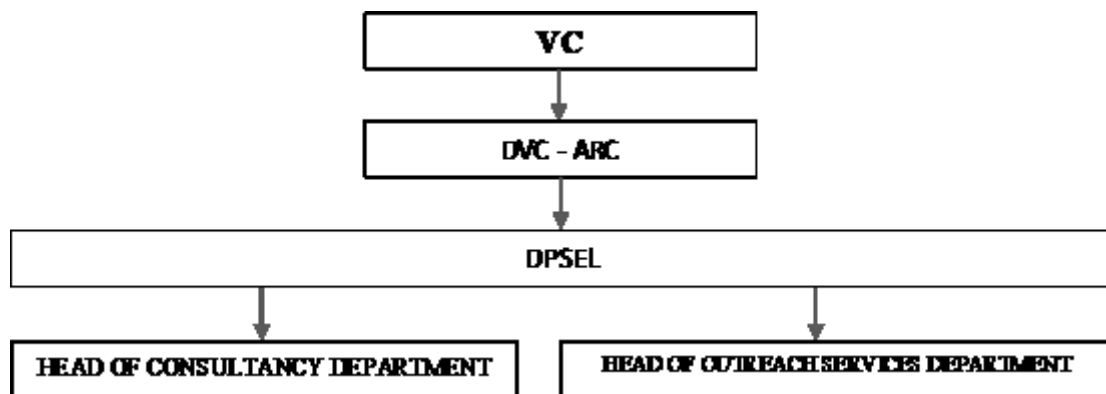 VC
DVC - ARC
DPSEL
HEAD OF CONSULTANCY DEPARTMENT
HEAD OF OUTREACH SERVICES DEPARTMENT